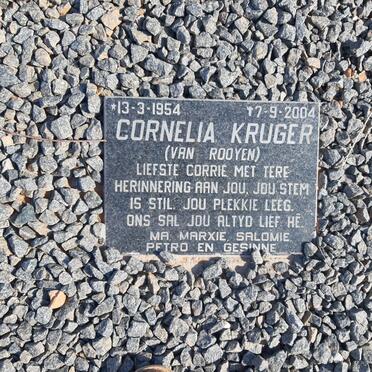 *13-3-1954 †7-9-2004
CORNELIA KRUGER
(VAN ROOYEN)
LIEFSTE CORRIE MET TERE
HERINNERING AAN JOU, JOU STEM
IS STIL, JOU PLEKKIE LEEG.
ONS SAL JOU ALTYD LIEF HÊ.
MA MARXIE, SALOMIE,
PETRO EN GESINNE